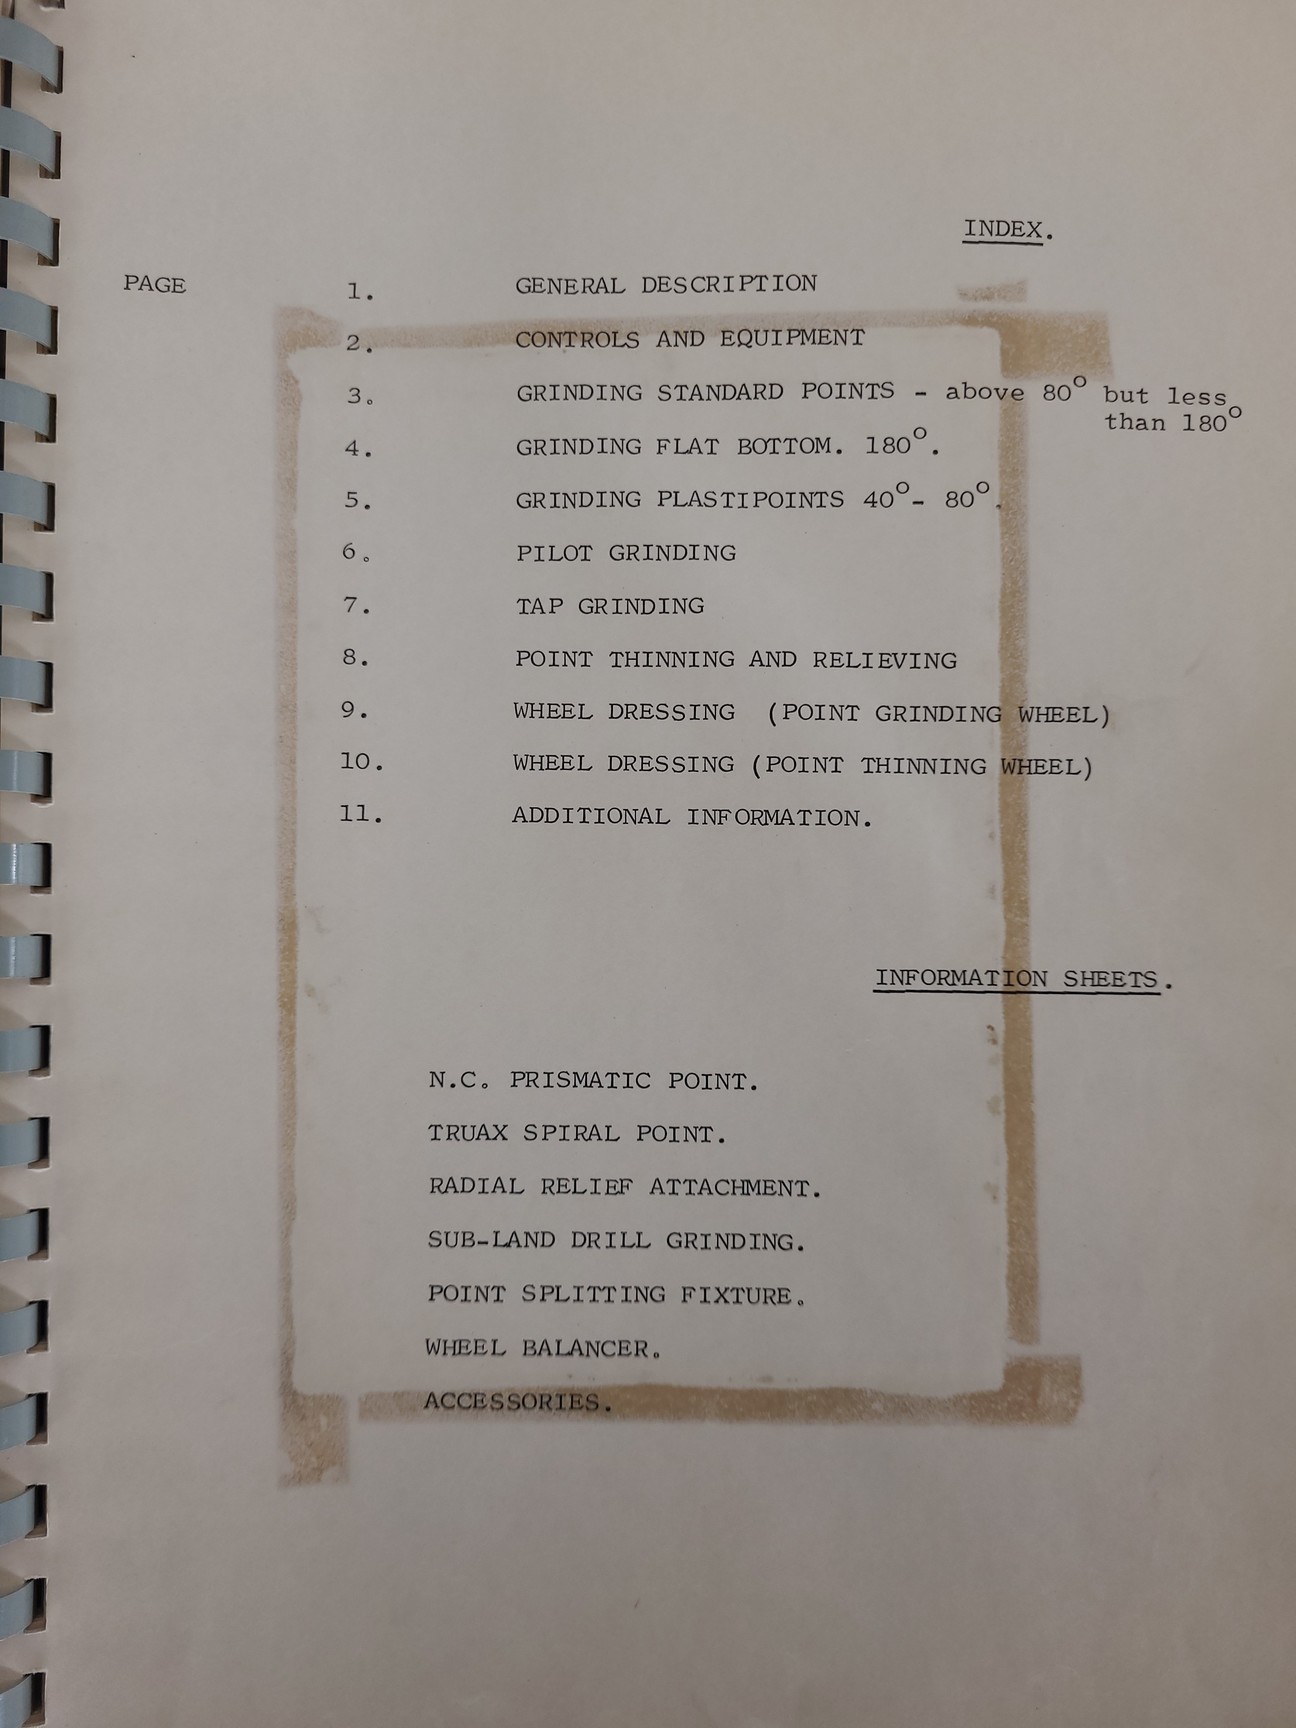 INDEX.
PAGE 1. GENERAL DESCRIPTION
2. CONTROLS AND EQUIPMENT
3. GRINDING STANDARD POINTS - above 80° but less
than 180°
4. GRINDING FLAT BOTTOM. 180°.
5. GRINDING PLASTIPOINTS 40°- 80°.
6. PILOT GRINDING
7. TAP GRINDING
8. POINT THINNING AND RELIEVING
9. WHEEL DRESSING (POINT GRINDING WHEEL)
10. WHEEL DRESSING (POINT THINNING WHEEL)
11. ADDITIONAL INFORMATION.
INFORMATION SHEETS.
N.C. PRISMATIC POINT.
TRUAX SPIRAL POINT.
RADIAL RELIEF ATTACHMENT.
SUB-LAND DRILL GRINDING.
POINT SPLITTING FIXTURE.
WHEEL BALANCER.
ACCESSORIES.